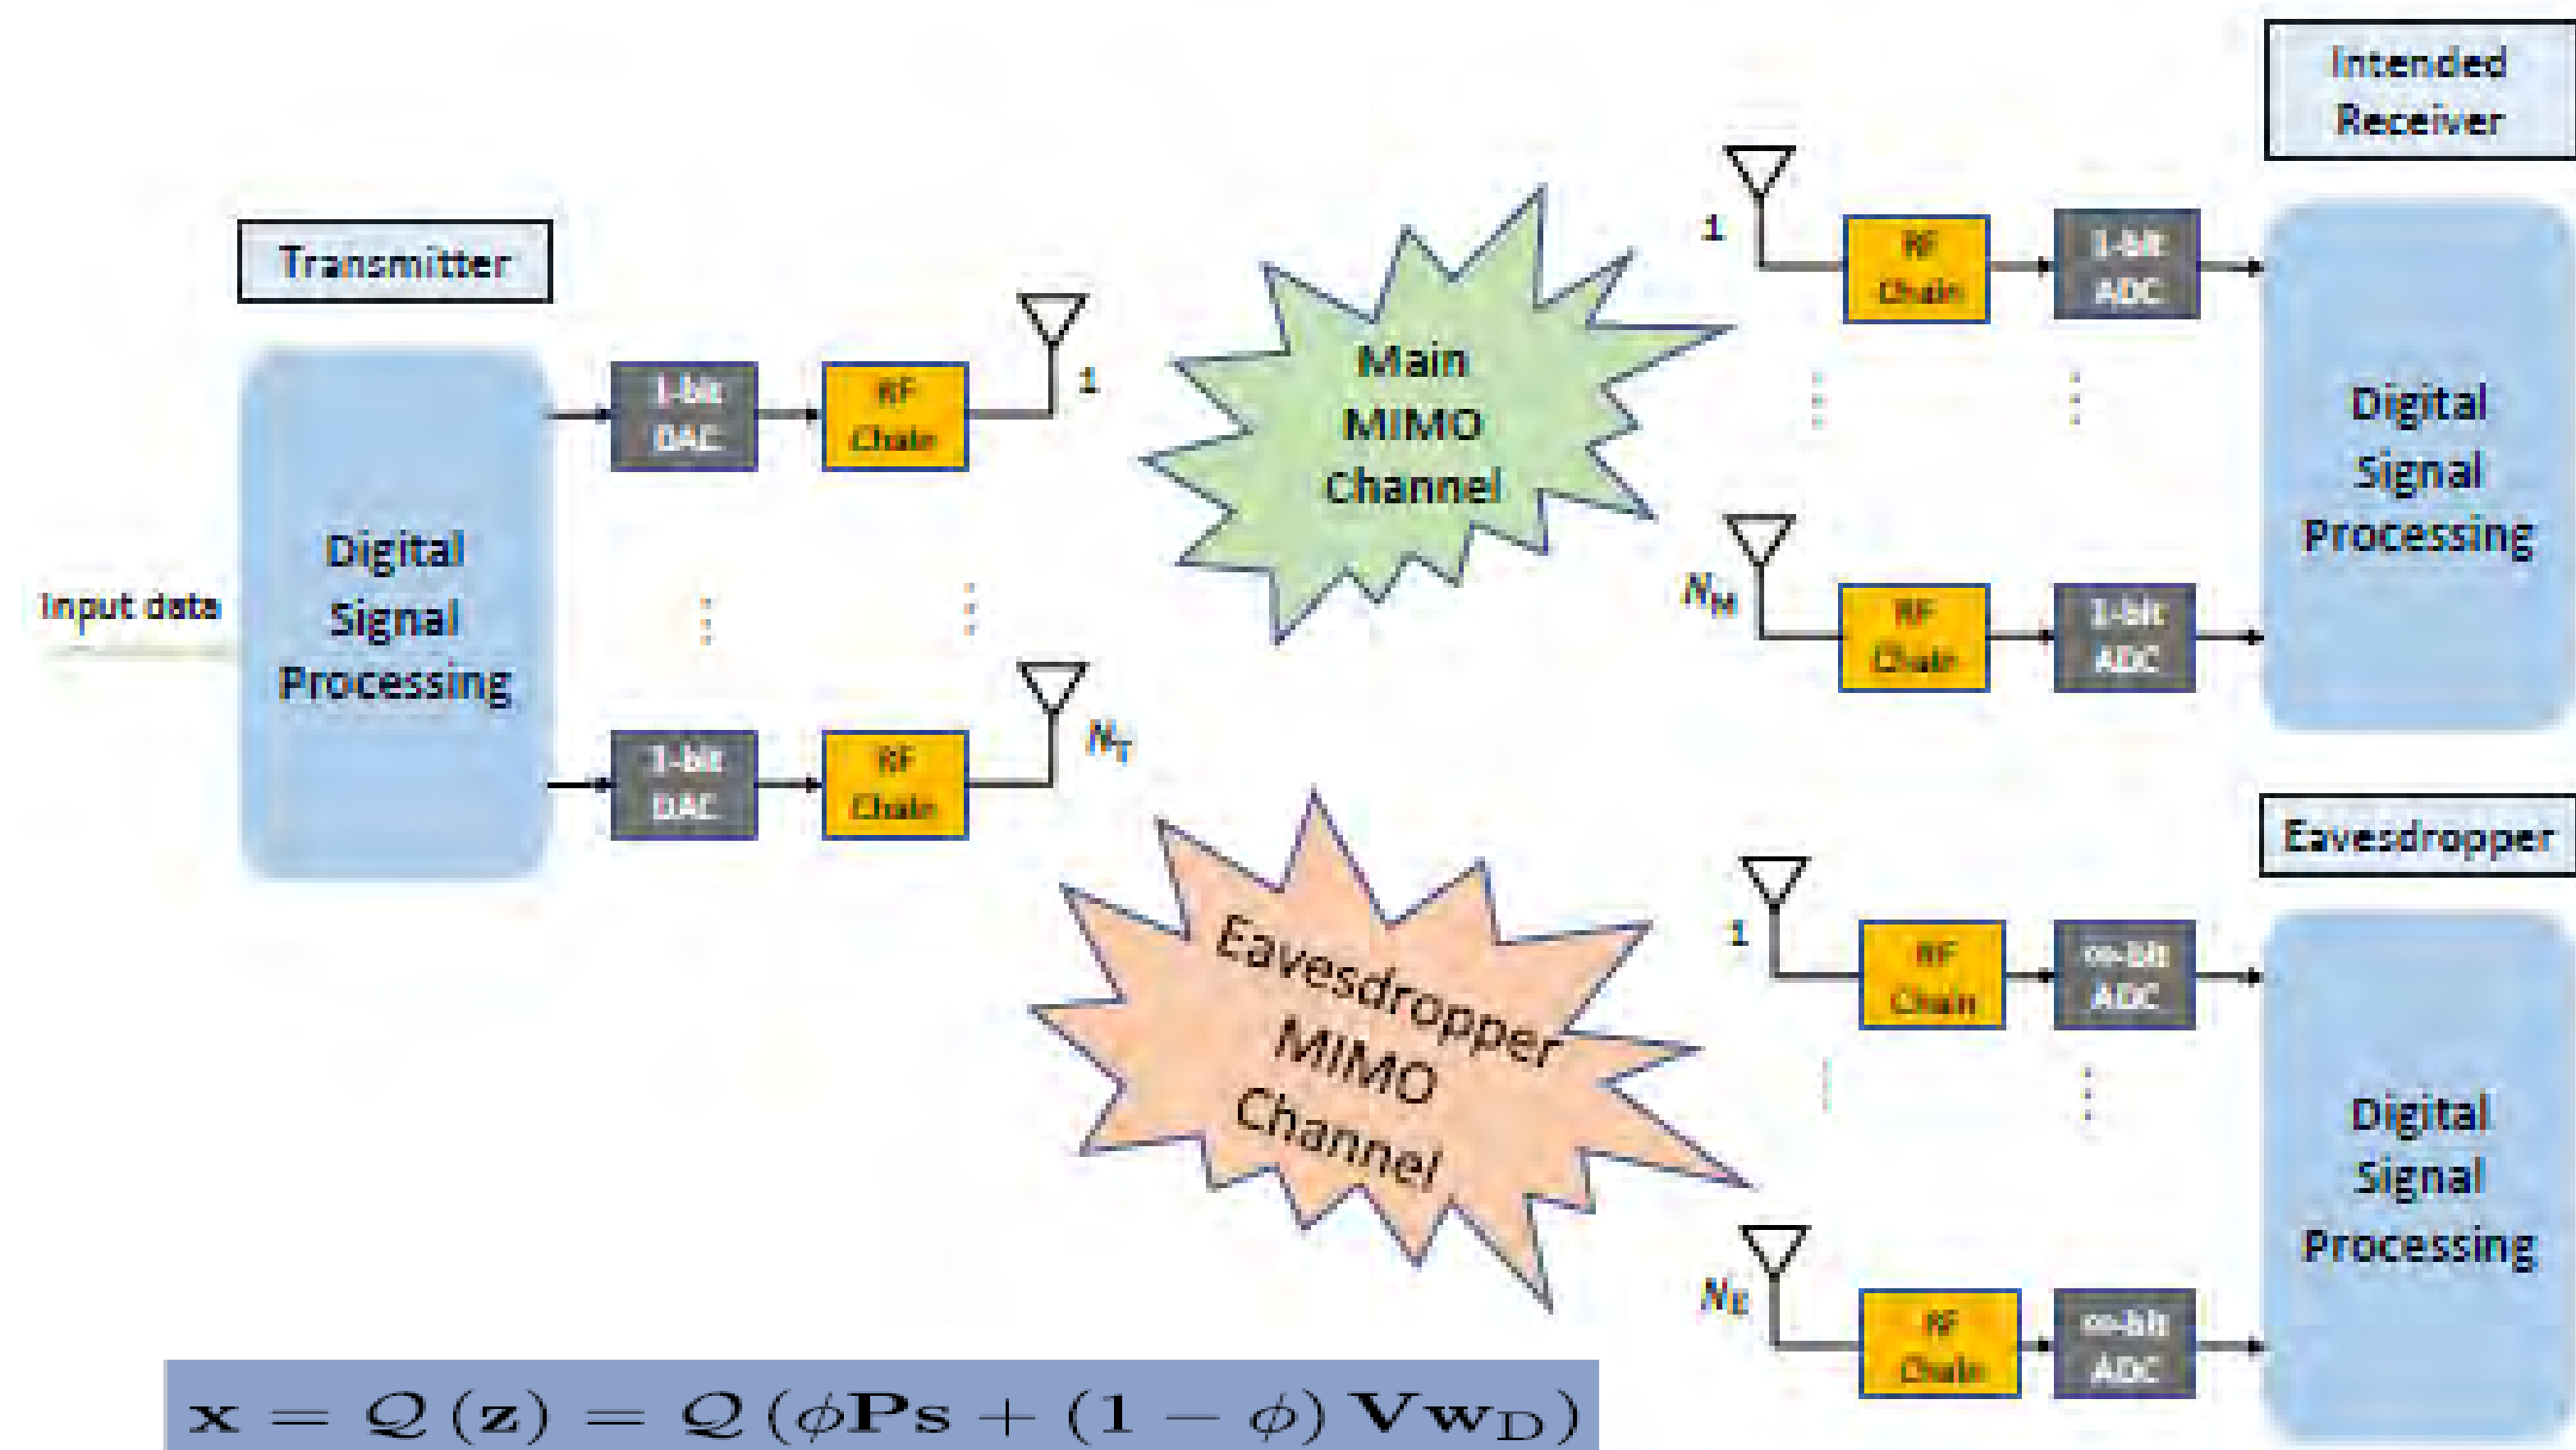 Transmitter
Input data
Digital
Signal
Processing
1-bit
DAC
RF
Chain
1
1-bit
DAC
RF
Chain
N_T
Main
MIMO
Channel
Eavesdropper
MIMO
Channel
Intended
Receiver
1
RF
Chain
1-bit
ADC
N_M
RF
Chain
1-bit
ADC
Digital
Signal
Processing
Eavesdropper
1
RF
Chain
∞-bit
ADC
N_E
RF
Chain
∞-bit
ADC
Digital
Signal
Processing
x = Q (z) = Q (ϕPs + (1 − ϕ) Vw_D)